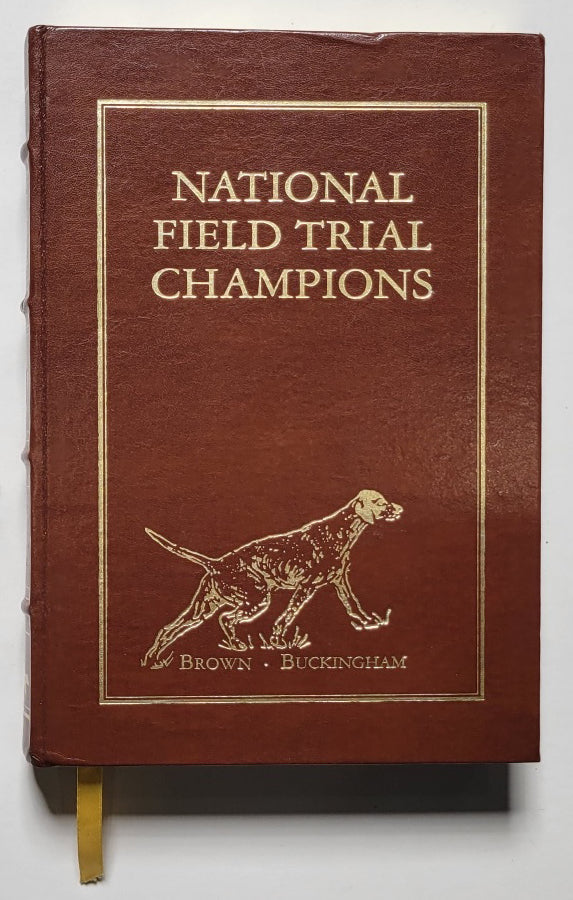 NATIONAL
FIELD TRIAL
CHAMPIONS
BROWN · BUCKINGHAM